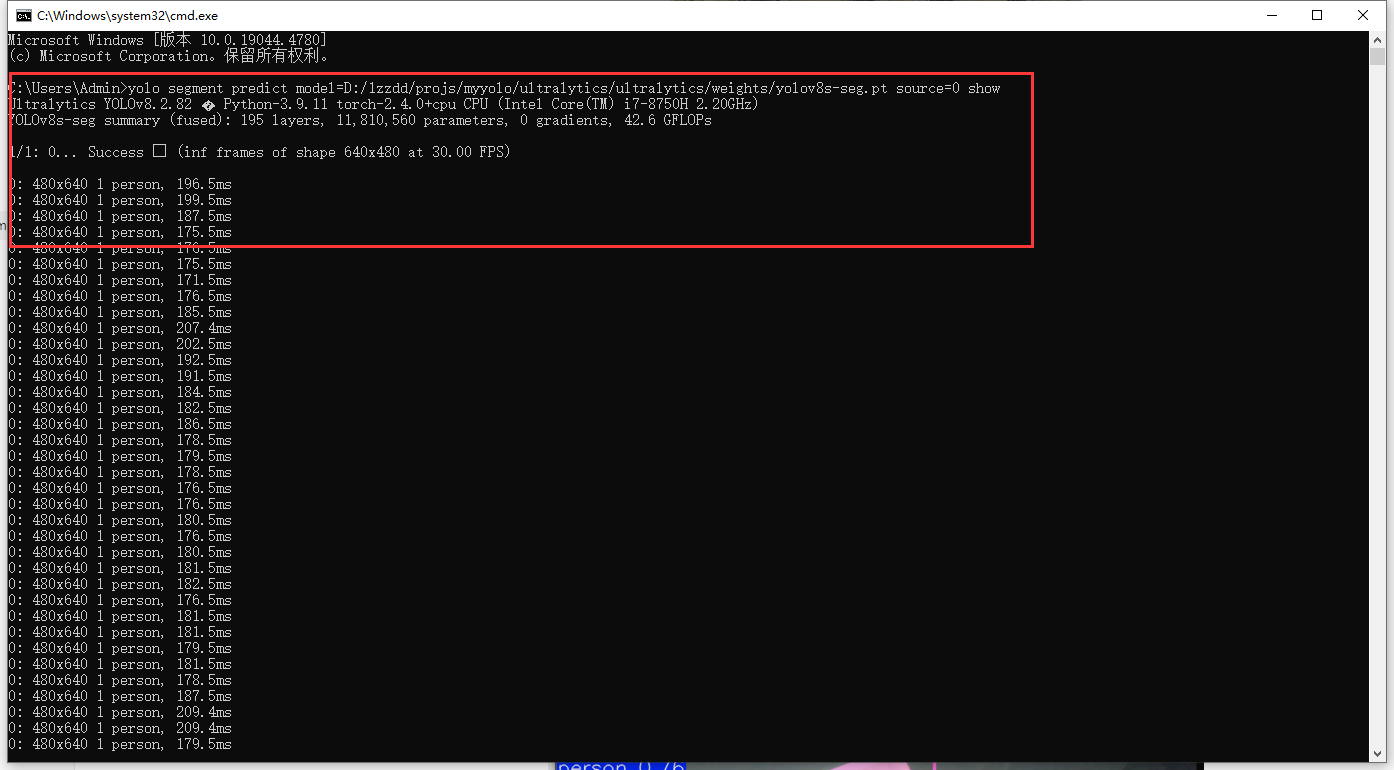 C:\Windows\system32\cmd.exe
Microsoft Windows [版本 10.0.19044.4780]
(c) Microsoft Corporation。保留所有权利。
C:\Users\Admin>yolo segment predict model=D:/lzzdd/projs/myyolo/ultralytics/ultralytics/weights/yolov8s-seg.pt source=0 show
Ultralytics YOLOv8.2.82 � Python-3.9.11 torch-2.4.0+cpu CPU (Intel Core(TM) i7-8750H 2.20GHz)
YOLOv8s-seg summary (fused): 195 layers, 11,810,560 parameters, 0 gradients, 42.6 GFLOPs
1/1: 0... Success □ (inf frames of shape 640x480 at 30.00 FPS)
0: 480x640 1 person, 196.5ms
0: 480x640 1 person, 199.5ms
0: 480x640 1 person, 187.5ms
0: 480x640 1 person, 175.5ms
0: 480x640 1 person, 176.5ms
0: 480x640 1 person, 175.5ms
0: 480x640 1 person, 171.5ms
0: 480x640 1 person, 176.5ms
0: 480x640 1 person, 185.5ms
0: 480x640 1 person, 207.4ms
0: 480x640 1 person, 202.5ms
0: 480x640 1 person, 192.5ms
0: 480x640 1 person, 191.5ms
0: 480x640 1 person, 184.5ms
0: 480x640 1 person, 182.5ms
0: 480x640 1 person, 186.5ms
0: 480x640 1 person, 178.5ms
0: 480x640 1 person, 179.5ms
0: 480x640 1 person, 178.5ms
0: 480x640 1 person, 176.5ms
0: 480x640 1 person, 176.5ms
0: 480x640 1 person, 180.5ms
0: 480x640 1 person, 176.5ms
0: 480x640 1 person, 180.5ms
0: 480x640 1 person, 181.5ms
0: 480x640 1 person, 182.5ms
0: 480x640 1 person, 176.5ms
0: 480x640 1 person, 181.5ms
0: 480x640 1 person, 181.5ms
0: 480x640 1 person, 179.5ms
0: 480x640 1 person, 181.5ms
0: 480x640 1 person, 178.5ms
0: 480x640 1 person, 187.5ms
0: 480x640 1 person, 209.4ms
0: 480x640 1 person, 209.4ms
0: 480x640 1 person, 179.5ms
person 0.76